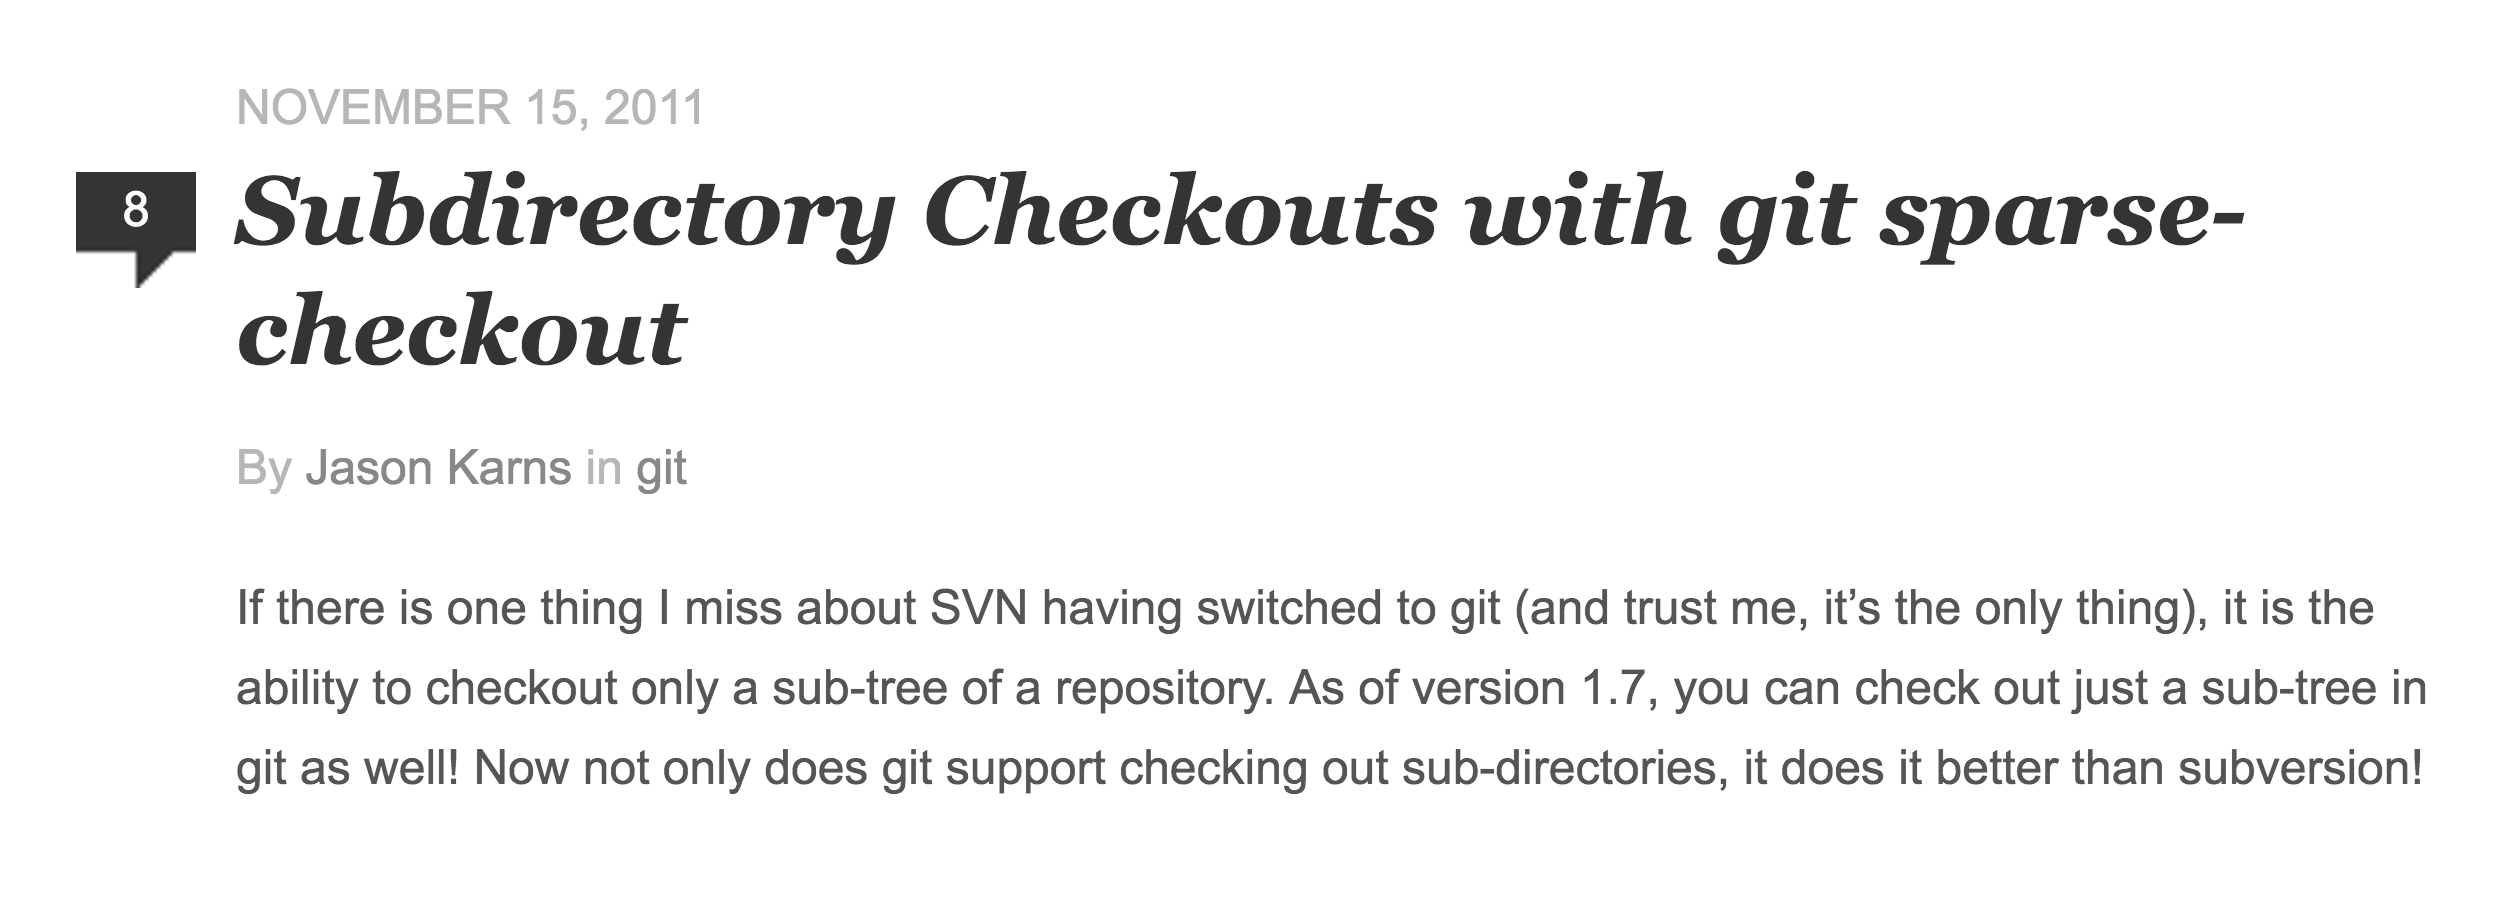 NOVEMBER 15, 2011
8
Subdirectory Checkouts with git sparse-
checkout
By Jason Karns in git
If there is one thing I miss about SVN having switched to git (and trust me, it’s the only thing), it is the
ability to checkout only a sub-tree of a repository. As of version 1.7, you can check out just a sub-tree in
git as well! Now not only does git support checking out sub-directories, it does it better than subversion!